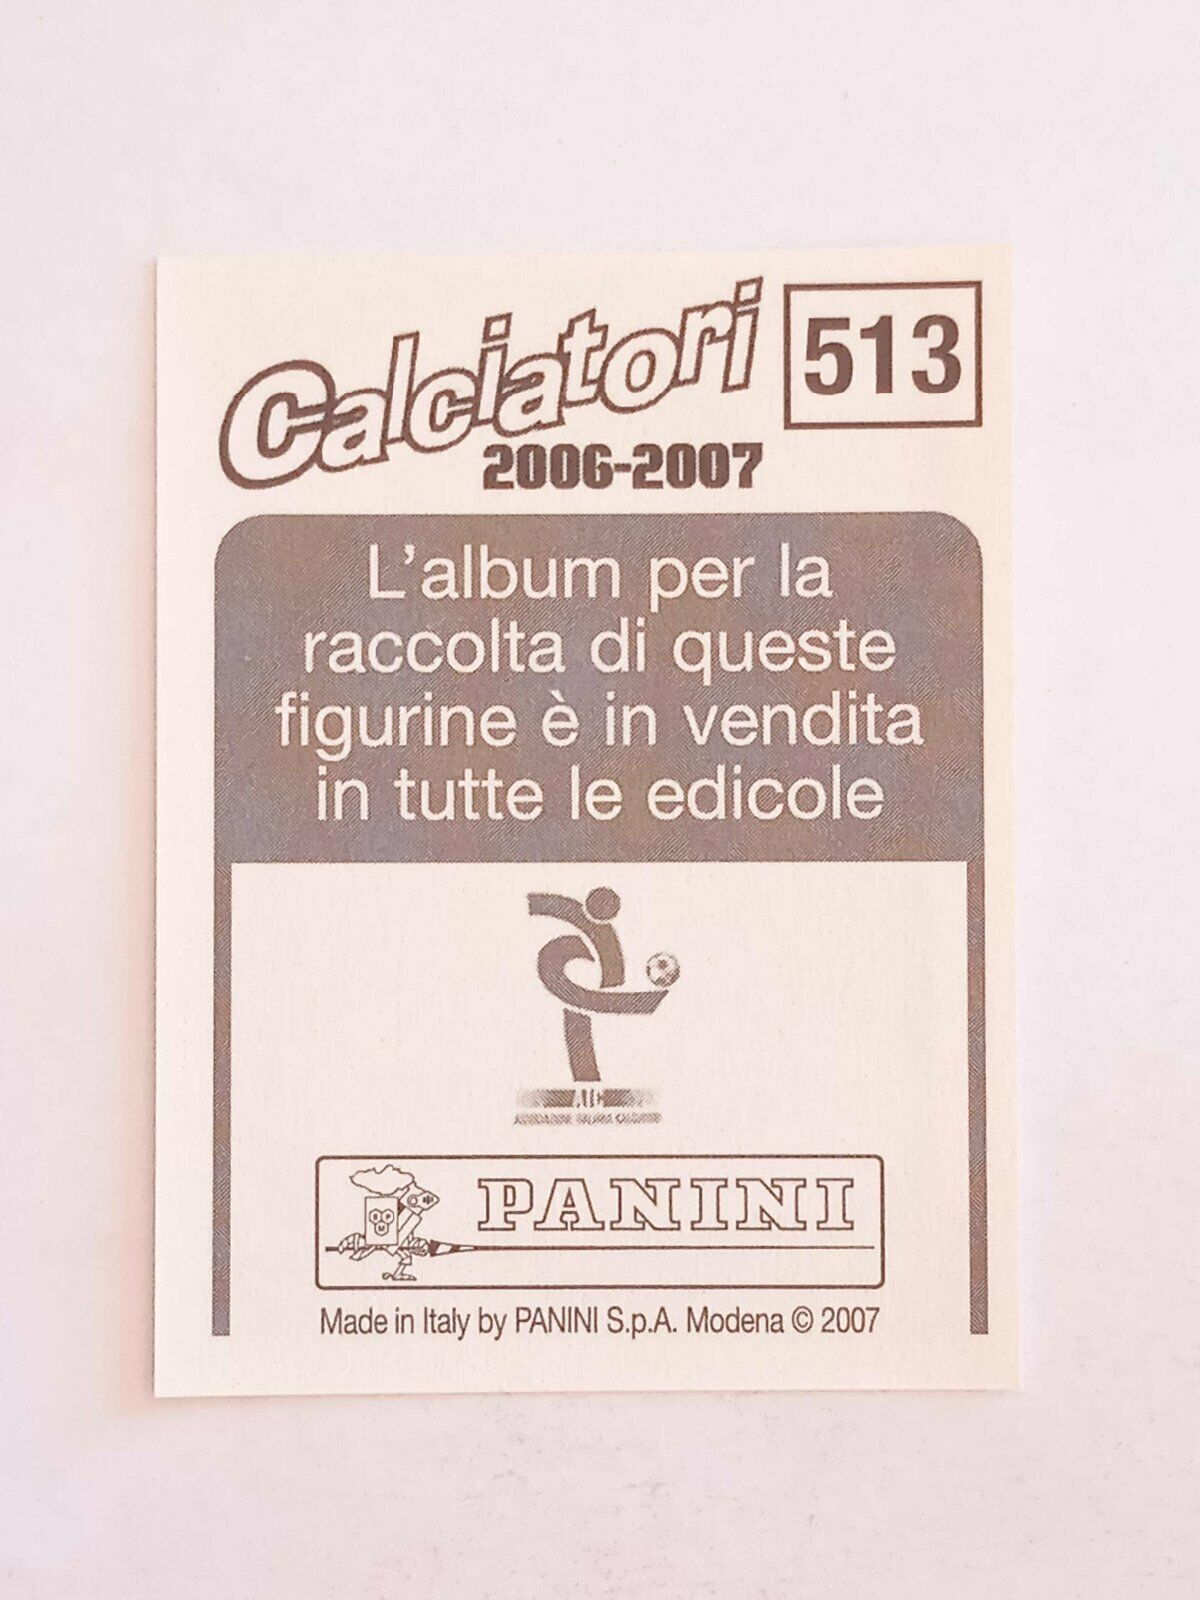 Calciatori
513
2006-2007
L'album per la
raccolta di queste
figurine è in vendita
in tutte le edicole
PANINI
Made in Italy by PANINI S.p.A. Modena © 2007